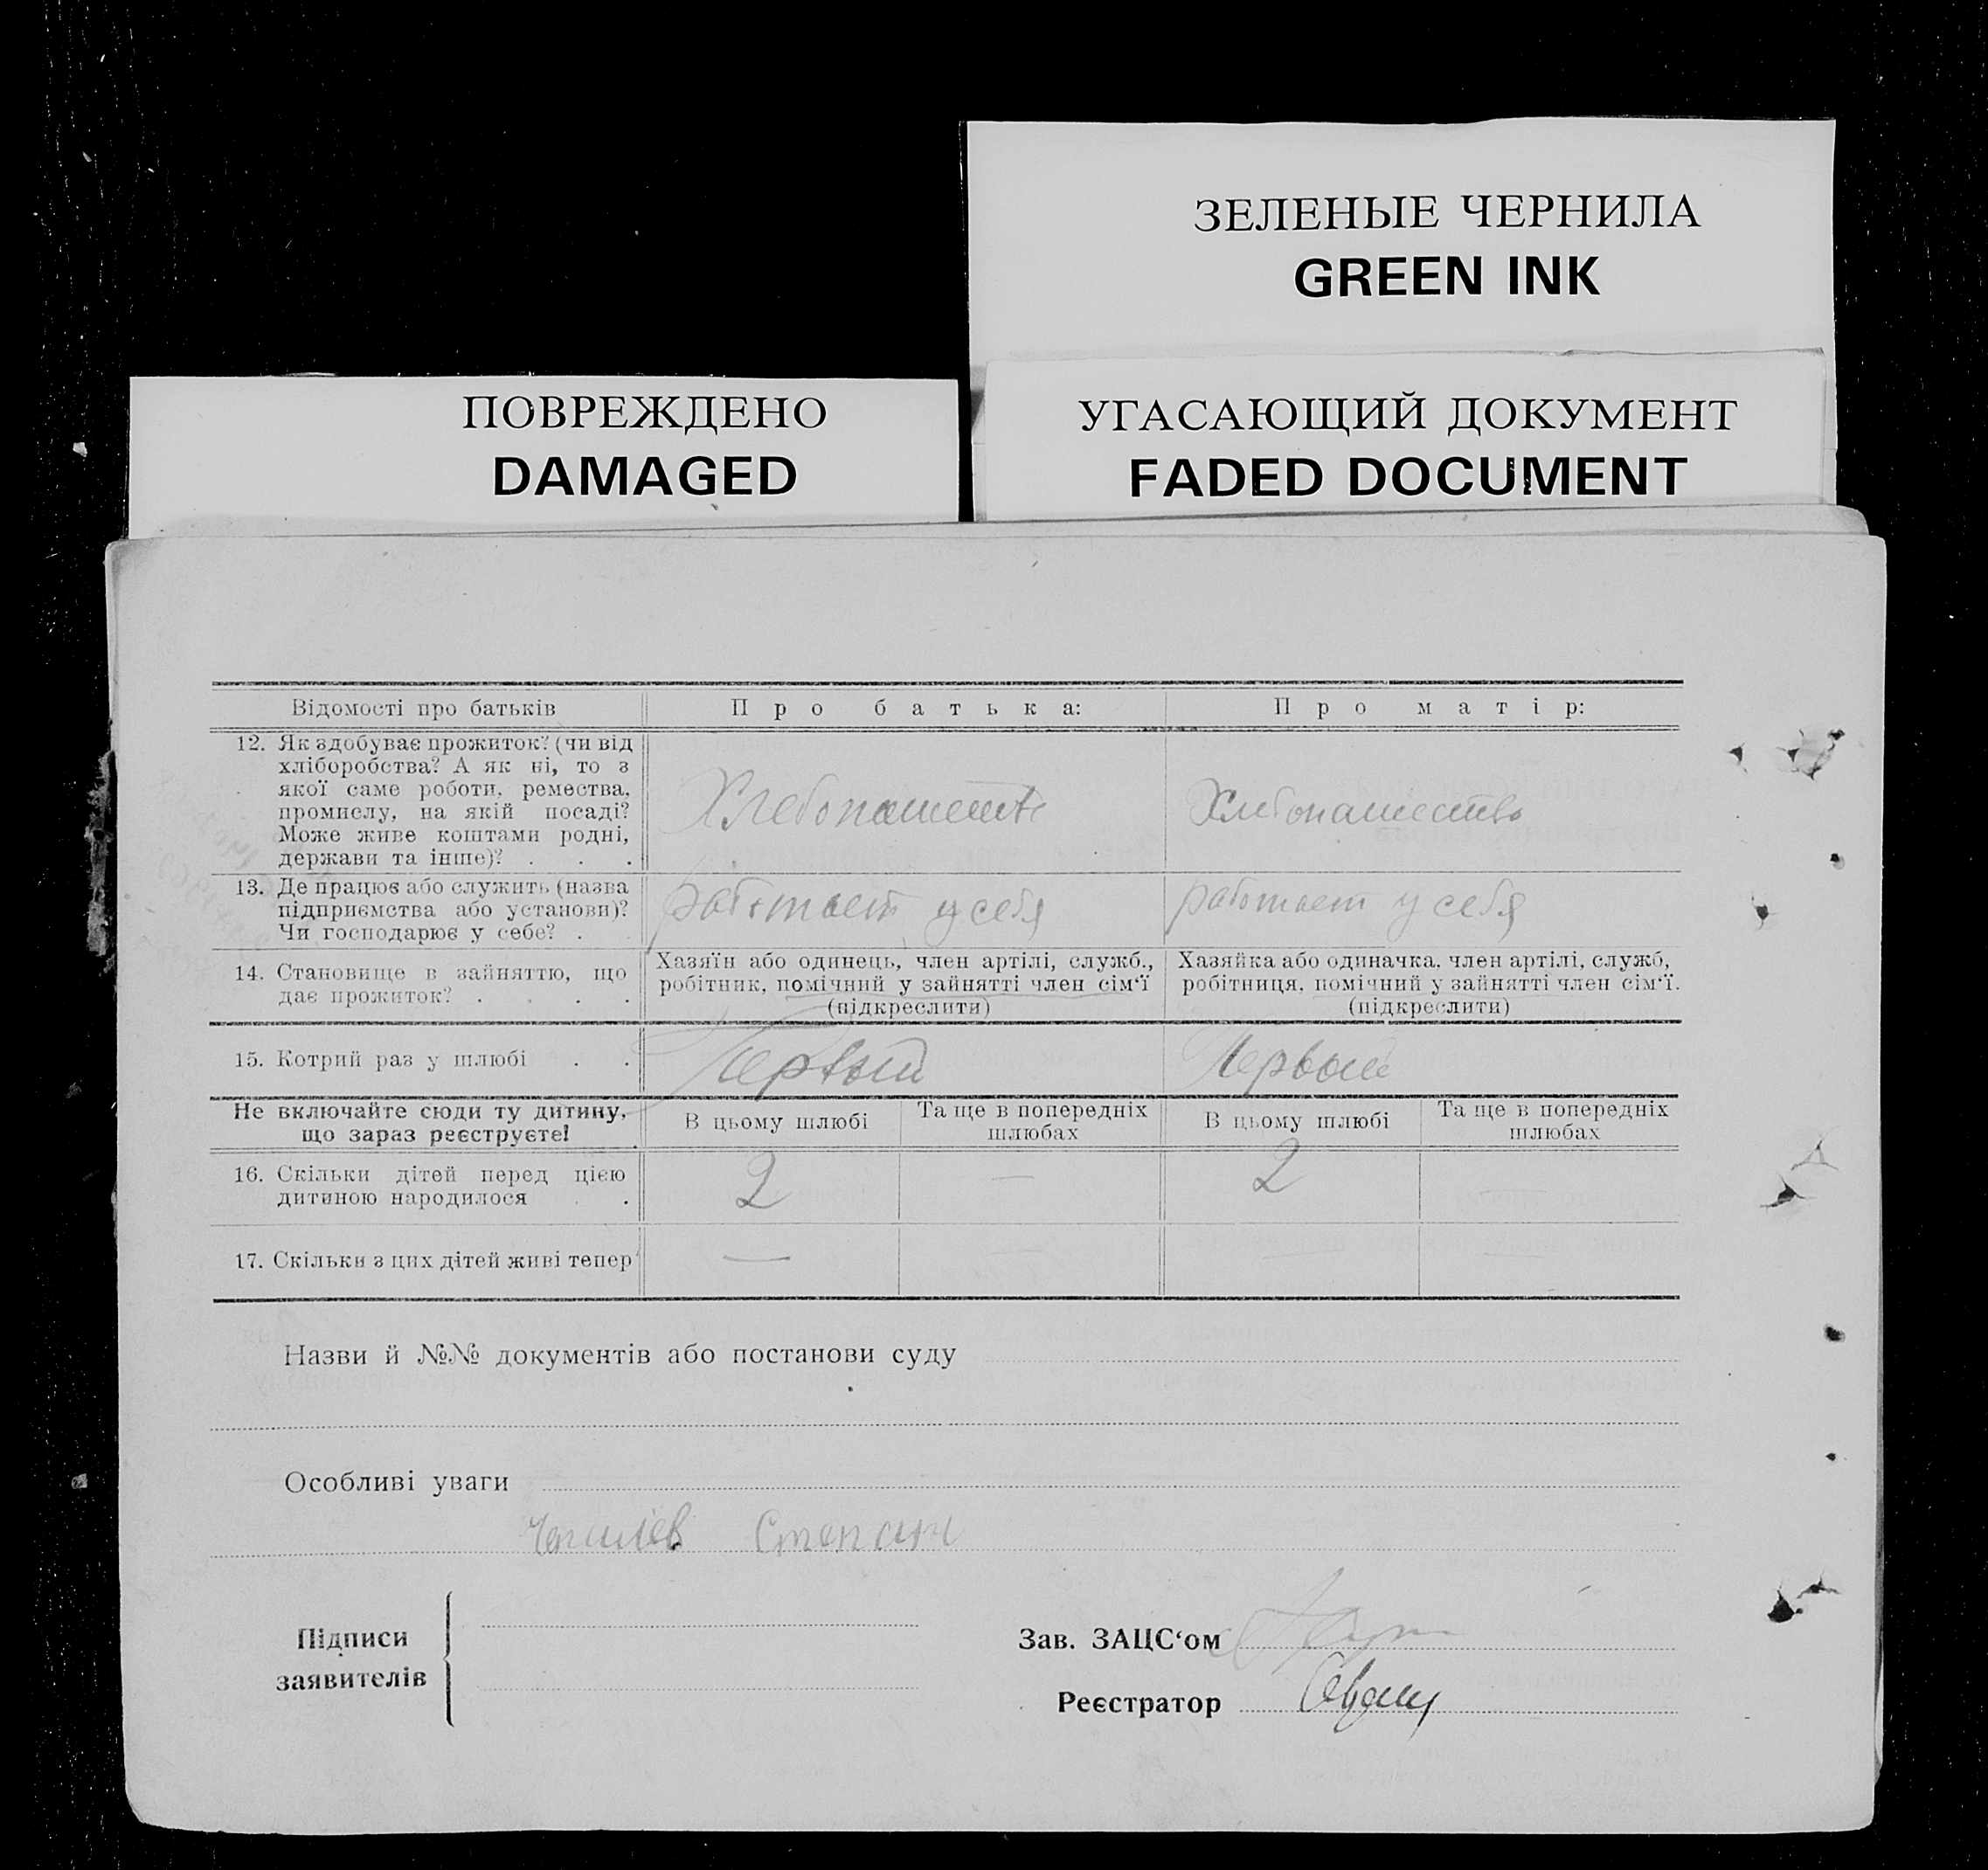 ЗЕЛЕНЫЕ ЧЕРНИЛА
GREEN INK
ПОВРЕЖДЕНО
DAMAGED
УГАСАЮЩИЙ ДОКУМЕНТ
FADED DOCUMENT
Відомості про батьків
Про батька:
Про матір:
12. Як здобуває прожиток? (чи від
хліборобства? А як ні, то з
якої саме роботи, ремества,
промислу, на якій посаді?
Може живе коштами родні,
держави та інше)? . . .
Хлебопашеств
Хлебопашество
13. Де працює або служить (назва
підприємства або установи)?
Чи господарює у себе? .
работает у себя
работает у себя
14. Становище в зайняттю, що
дає прожиток? . . . .
Хазяїн або одинець, член артілі, служб.,
робітник, помічний у зайнятті член сім‘ї
(підкреслити)
Хазяйка або одиначка, член артілі, служб,
робітниця, помічний у зайнятті член сім‘ї.
(підкреслити)
15. Котрий раз у шлюбі . .
Первый
Первый
Не включайте сюди ту дитину,
що зараз реєструєте!
В цьому шлюбі
Та ще в попередніх
шлюбах
В цьому шлюбі
Та ще в попередніх
шлюбах
16. Скільки дітей перед цією
дитиною народилося .
2
—
2
—
17. Скільки з цих дітей живі тепер
—
—
—
—
Назви й №№ документів або постанови суду
Особливі уваги
Степан
Підписи
заявителів
Зав. ЗАЦС‘ом
Реєстратор